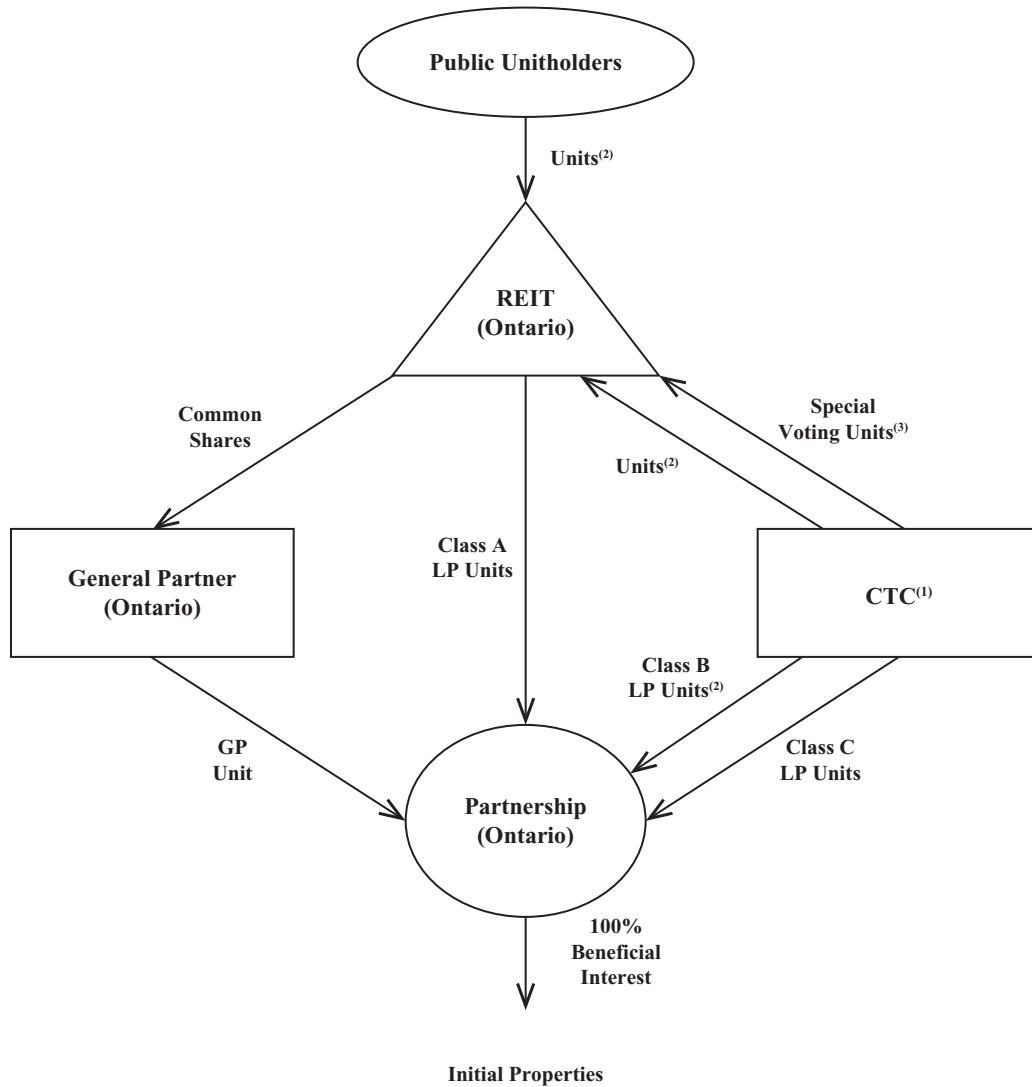 Public Unitholders
Units(2)
REIT
(Ontario)
Common
Shares
Special
Voting Units(3)
Units(2)
General Partner
(Ontario)
Class A
LP Units
CTC(1)
Class B
LP Units(2)
GP
Unit
Class C
LP Units
Partnership
(Ontario)
100%
Beneficial
Interest
Initial Properties